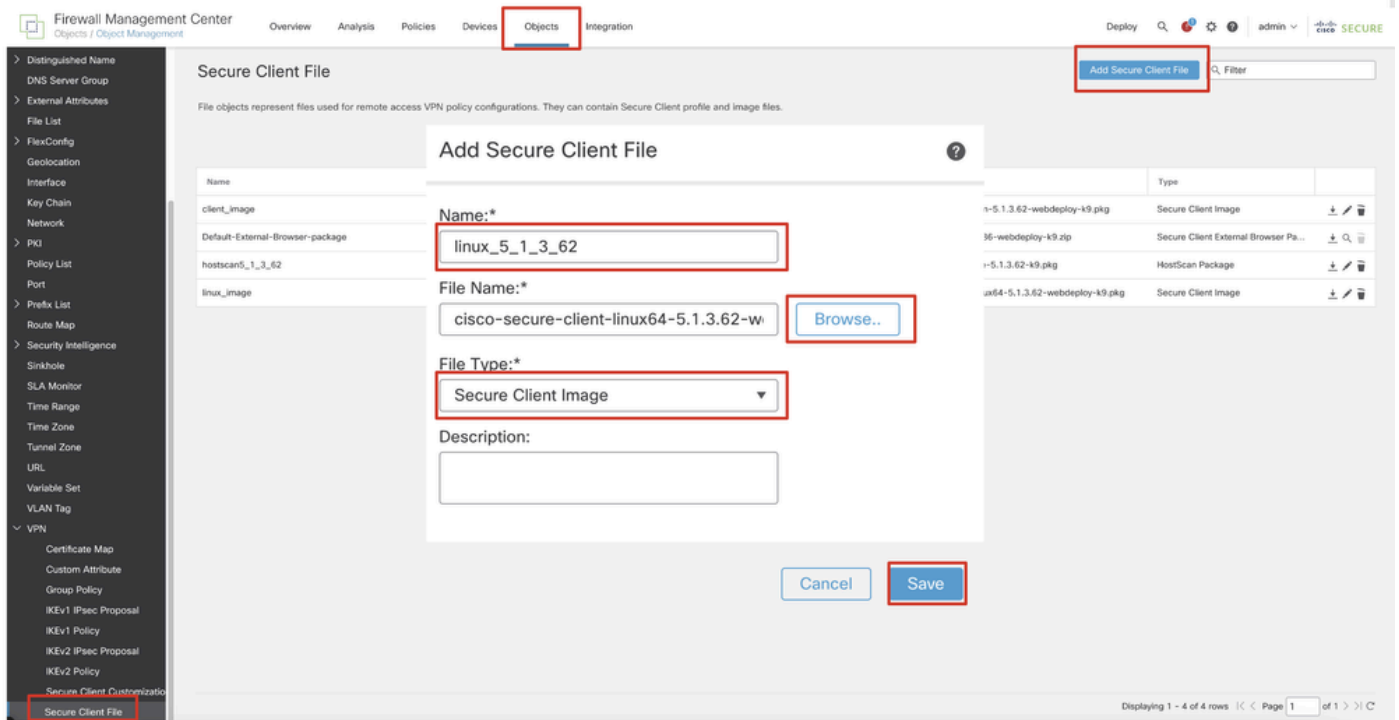 Firewall Management Center
Objects / Object Management
Overview Analysis Policies Devices Objects Integration
Deploy admin
cisco SECURE
Distinguished Name
DNS Server Group
External Attributes
File List
FlexConfig
Geolocation
Interface
Key Chain
Network
PKI
Policy List
Port
Prefix List
Route Map
Security Intelligence
Sinkhole
SLA Monitor
Time Range
Time Zone
Tunnel Zone
URL
Variable Set
VLAN Tag
VPN
Certificate Map
Custom Attribute
Group Policy
IKEv1 IPsec Proposal
IKEv1 Policy
IKEv2 IPsec Proposal
IKEv2 Policy
Secure Client Customizatio
Secure Client File
Secure Client File
Add Secure Client File
Filter
File objects represent files used for remote access VPN policy configurations. They can contain Secure Client profile and image files.
Name Type
client_image n-5.1.3.62-webdeploy-k9.pkg Secure Client Image
Default-External-Browser-package 36-webdeploy-k9.zip Secure Client External Browser Pa...
hostscan5_1_3_62 -5.1.3.62-k9.pkg HostScan Package
linux_image ux64-5.1.3.62-webdeploy-k9.pkg Secure Client Image
Add Secure Client File
?
Name:*
linux_5_1_3_62
File Name:*
cisco-secure-client-linux64-5.1.3.62-w
Browse..
File Type:*
Secure Client Image
Description:
Cancel
Save
Displaying 1 - 4 of 4 rows Page 1 of 1